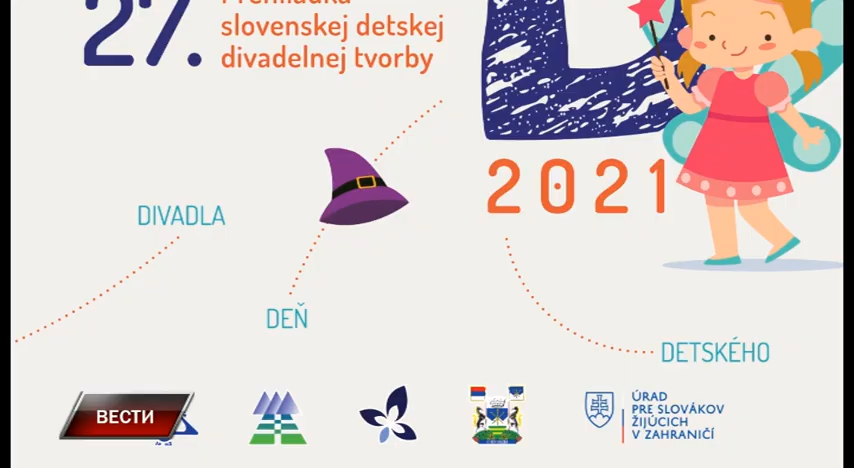 27.
slovenskej detskej
divadelnej tvorby
2021
DIVADLA
DEŇ
DETSKÉHO
ВЕСТИ
ÚRAD
PRE SLOVÁKOV
ŽIJÚCICH
V ZAHRANIČÍ